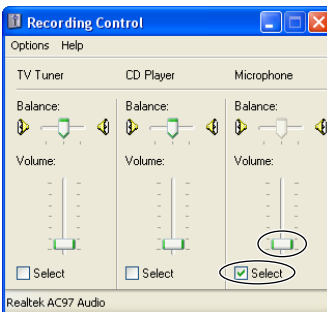 Recording Control
Options Help
TV Tuner CD Player Microphone
Balance: Balance: Balance:
Volume: Volume: Volume:
Select Select Select
Realtek AC97 Audio